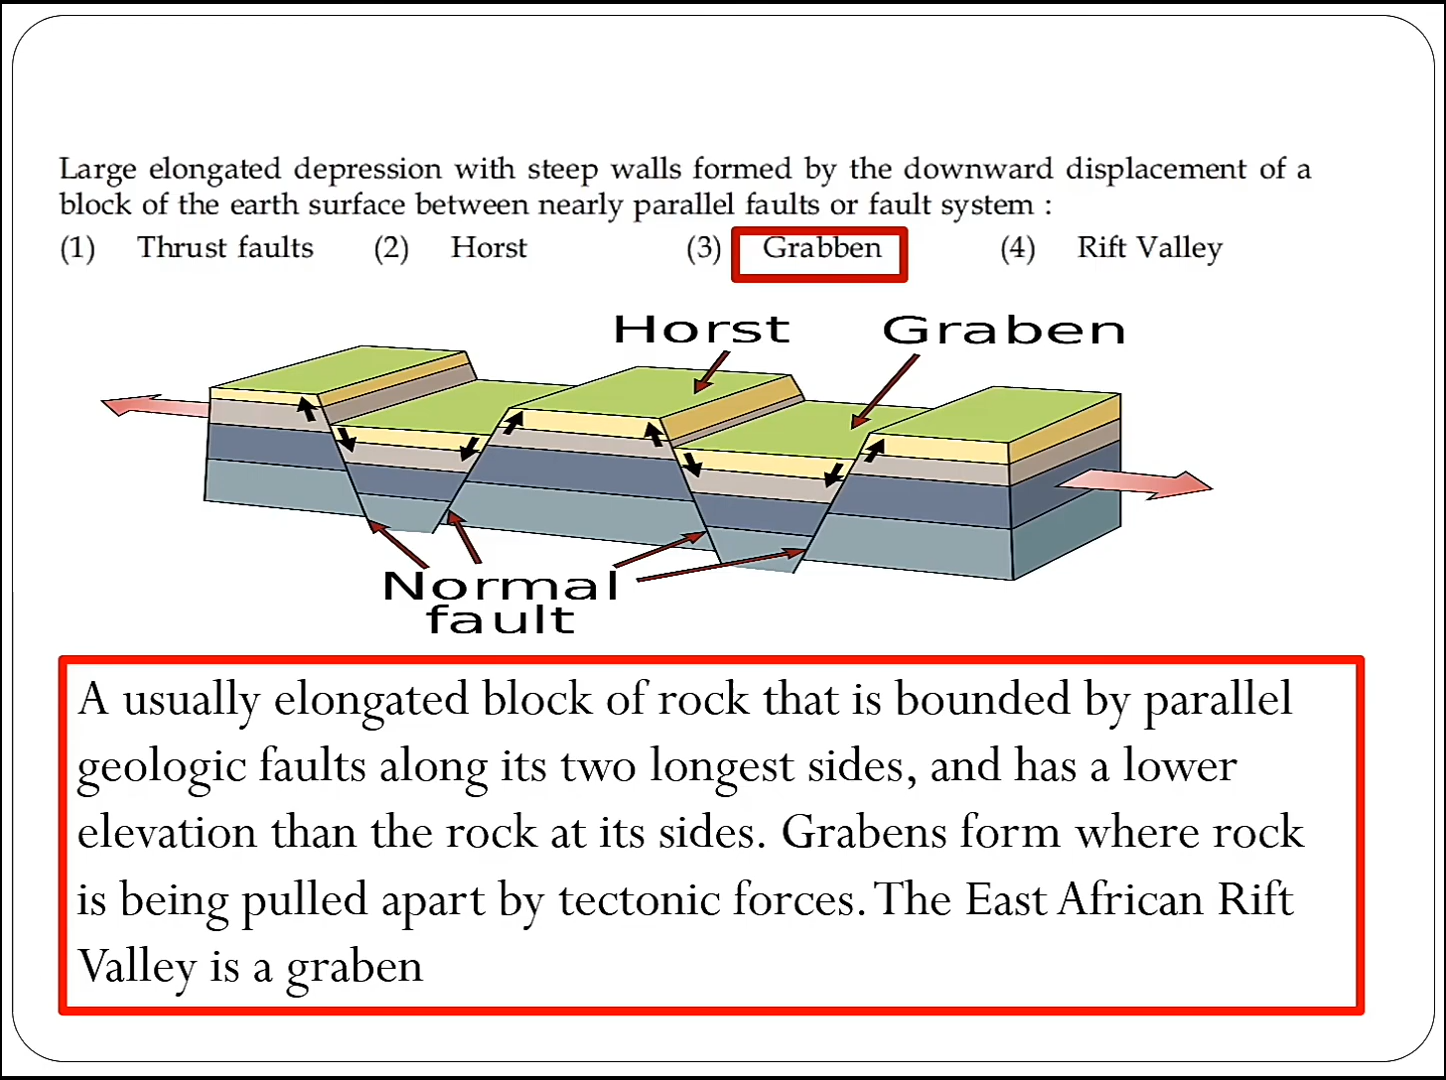 Large elongated depression with steep walls formed by the downward displacement of a
block of the earth surface between nearly parallel faults or fault system :
(1) Thrust faults (2) Horst (3) Grabben (4) Rift Valley
Horst Graben
Normal
fault
A usually elongated block of rock that is bounded by parallel
geologic faults along its two longest sides, and has a lower
elevation than the rock at its sides. Grabens form where rock
is being pulled apart by tectonic forces. The East African Rift
Valley is a graben